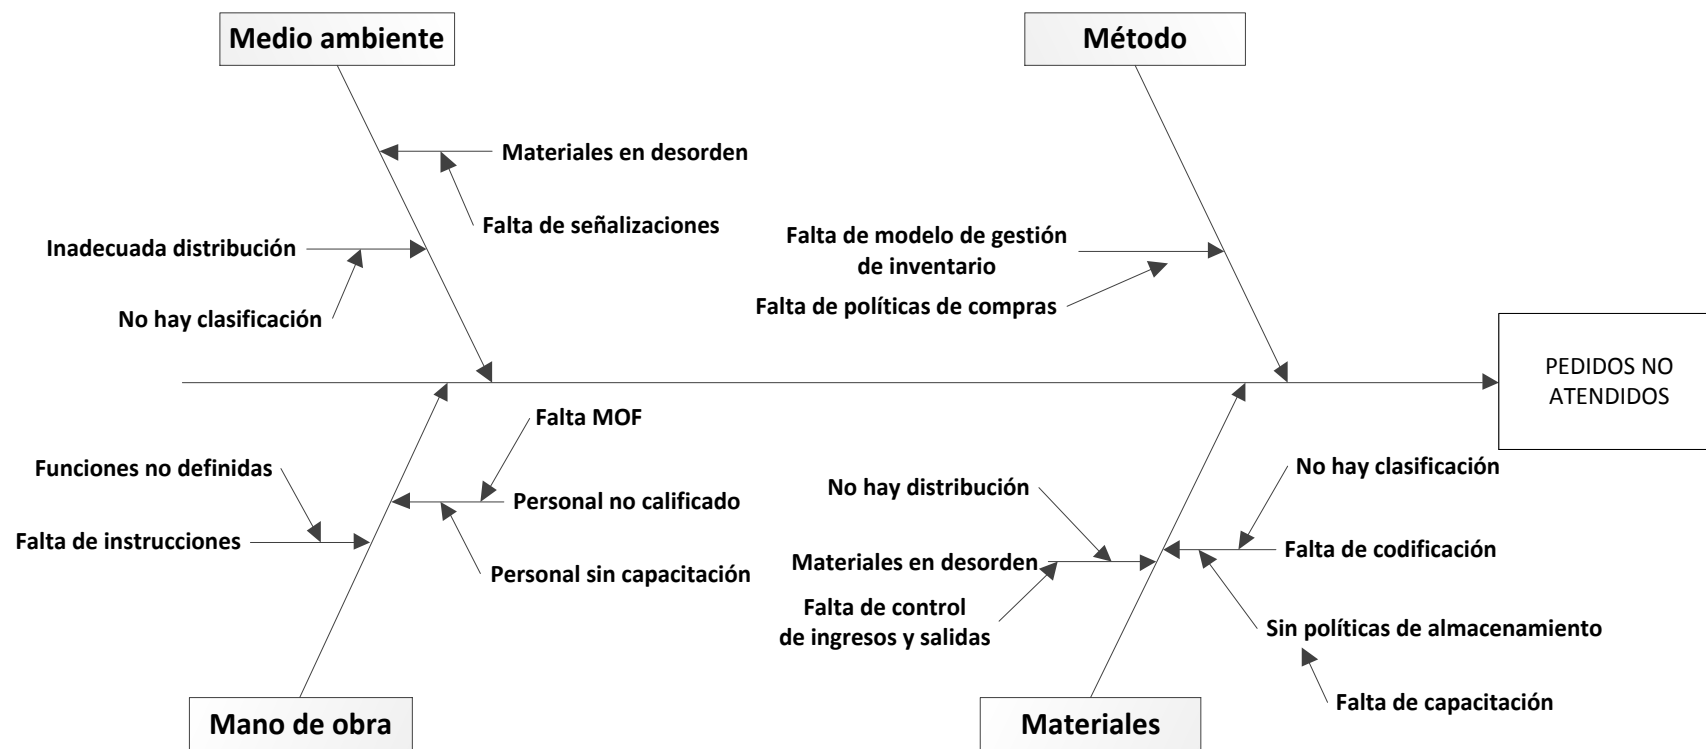 Medio ambiente
Método
Materiales en desorden
Falta de señalizaciones
Inadecuada distribución
No hay clasificación
Falta de modelo de gestión
de inventario
Falta de políticas de compras
PEDIDOS NO
ATENDIDOS
Falta MOF
Funciones no definidas
Personal no calificado
Falta de instrucciones
Personal sin capacitación
No hay clasificación
No hay distribución
Falta de codificación
Materiales en desorden
Falta de control
de ingresos y salidas
Sin políticas de almacenamiento
Falta de capacitación
Mano de obra
Materiales